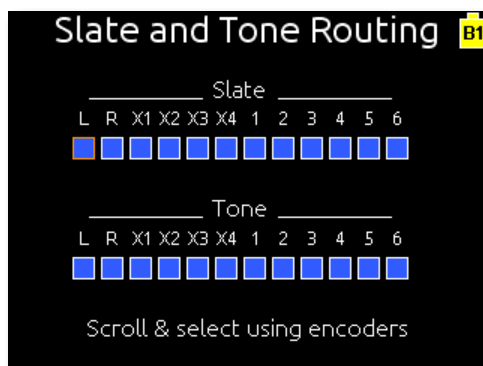 Slate and Tone Routing B1
Slate
L R X1 X2 X3 X4 1 2 3 4 5 6
Tone
L R X1 X2 X3 X4 1 2 3 4 5 6
Scroll & select using encoders